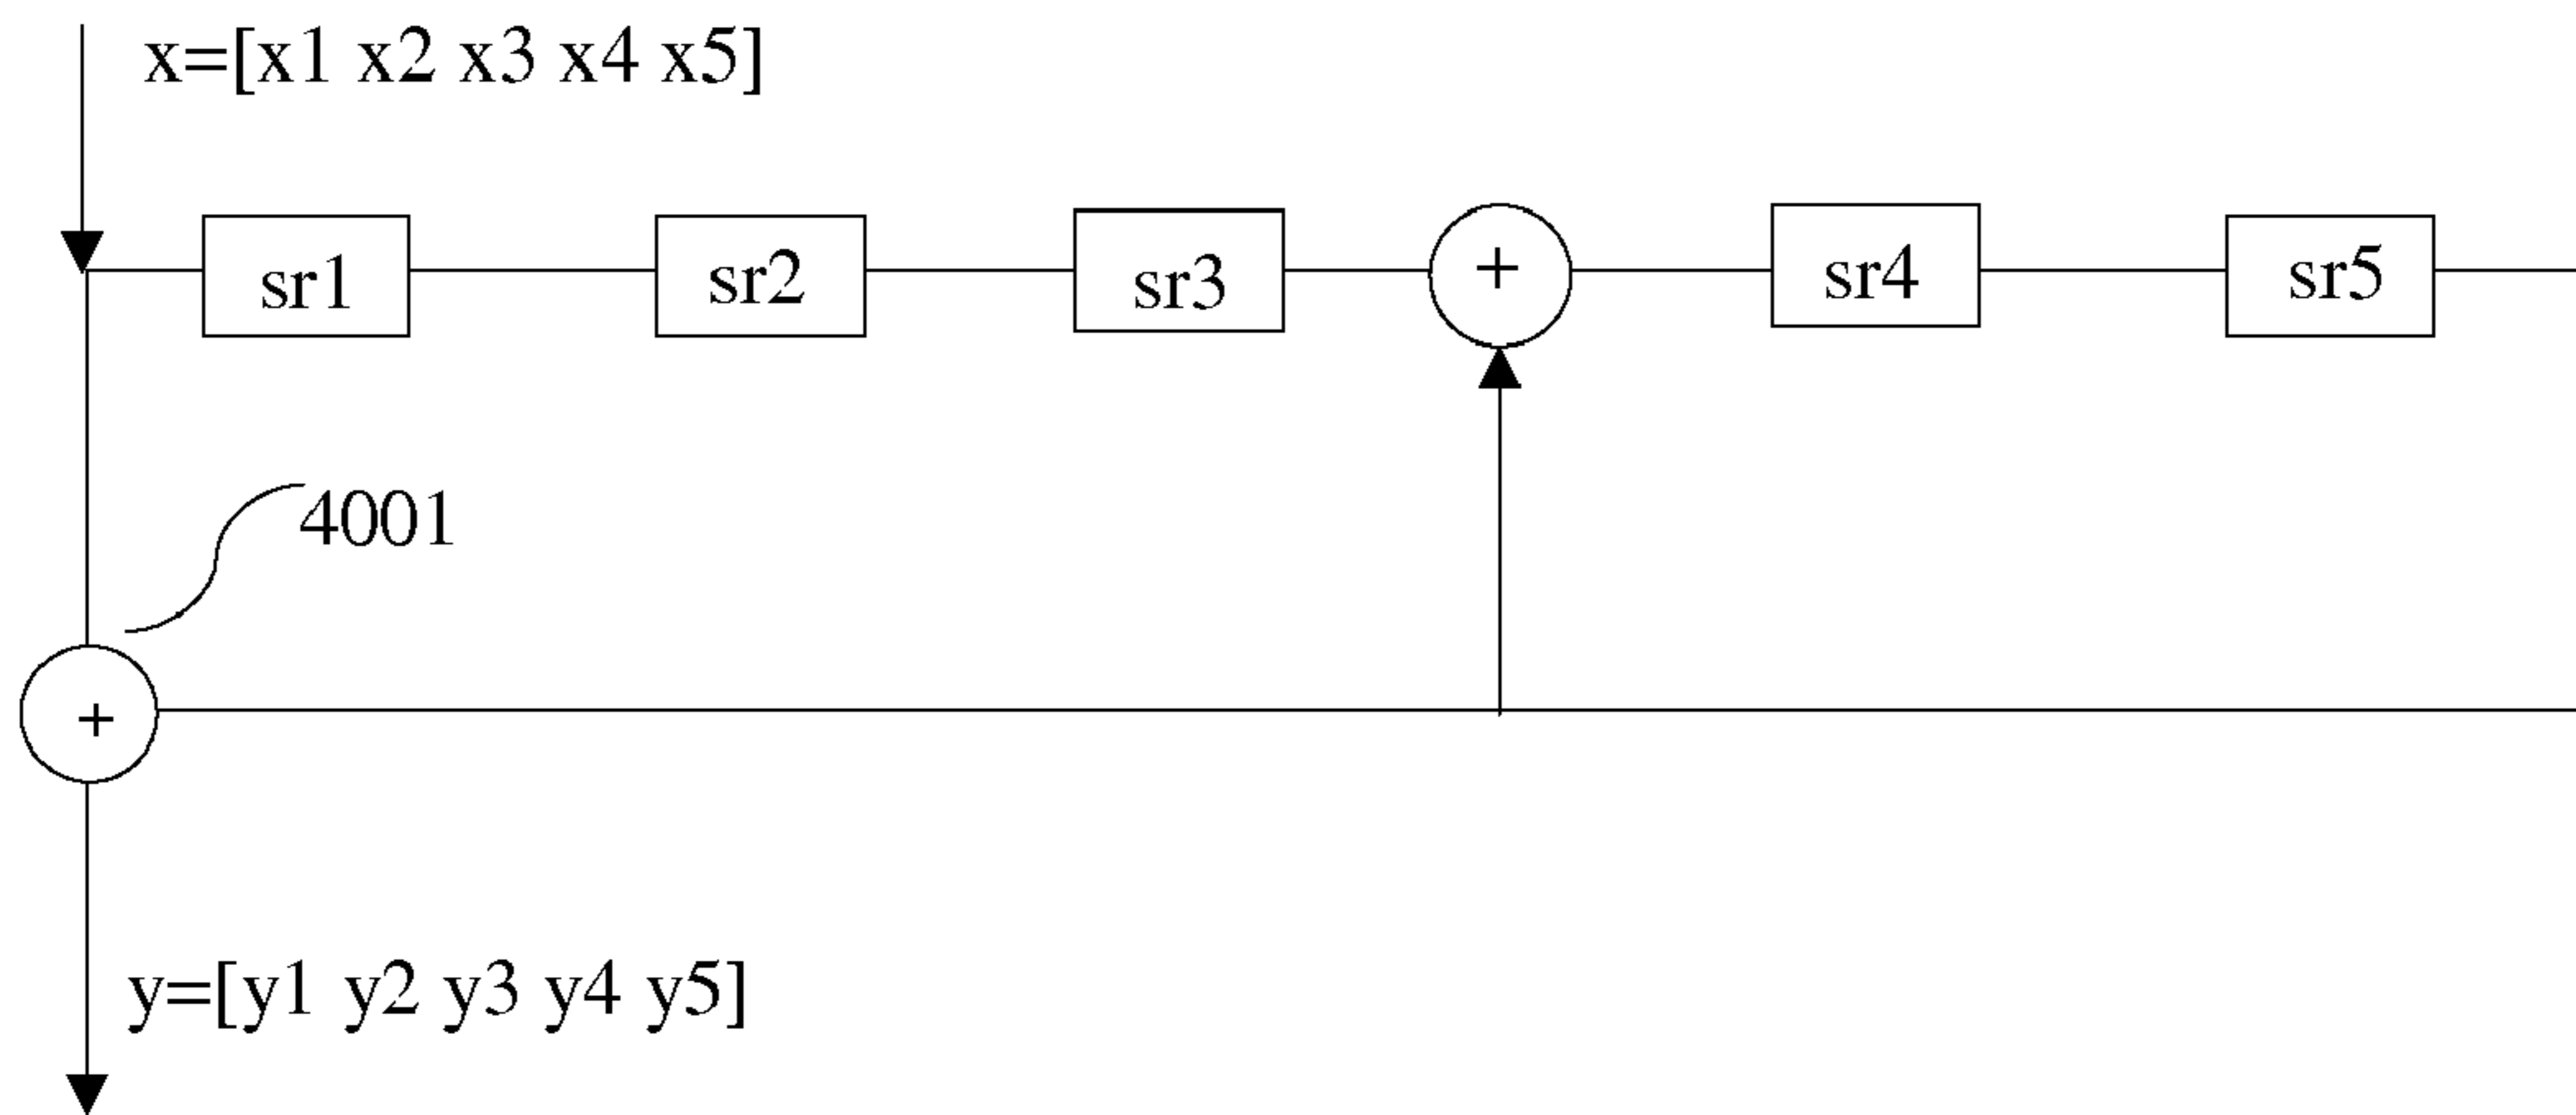 x=[x1 x2 x3 x4 x5]
sr1 sr2 sr3 + sr4 sr5
4001
+
y=[y1 y2 y3 y4 y5]